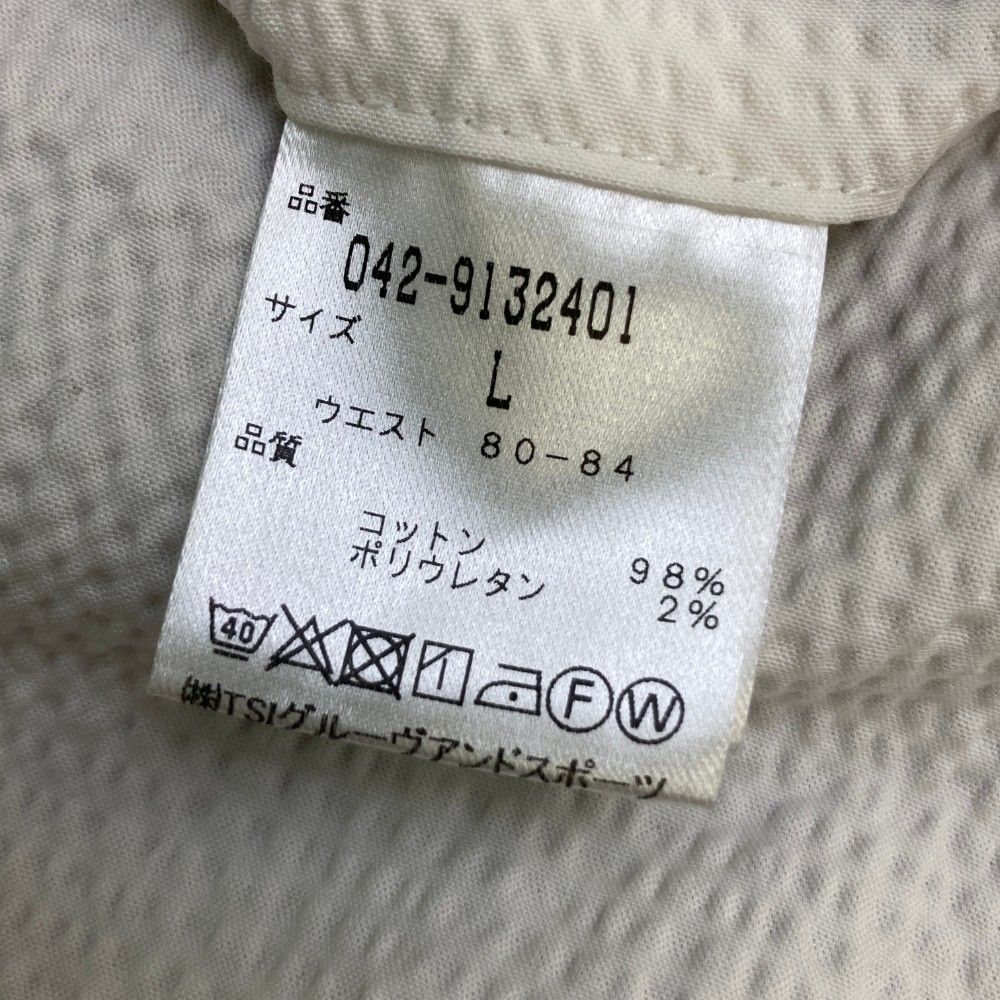 品番
042-9132401
サイズ
L
ウエスト 80-84
品質
コットン 98%
ポリウレタン 2%
40 F W
㈱TSIグルーヴアンドスポーツ